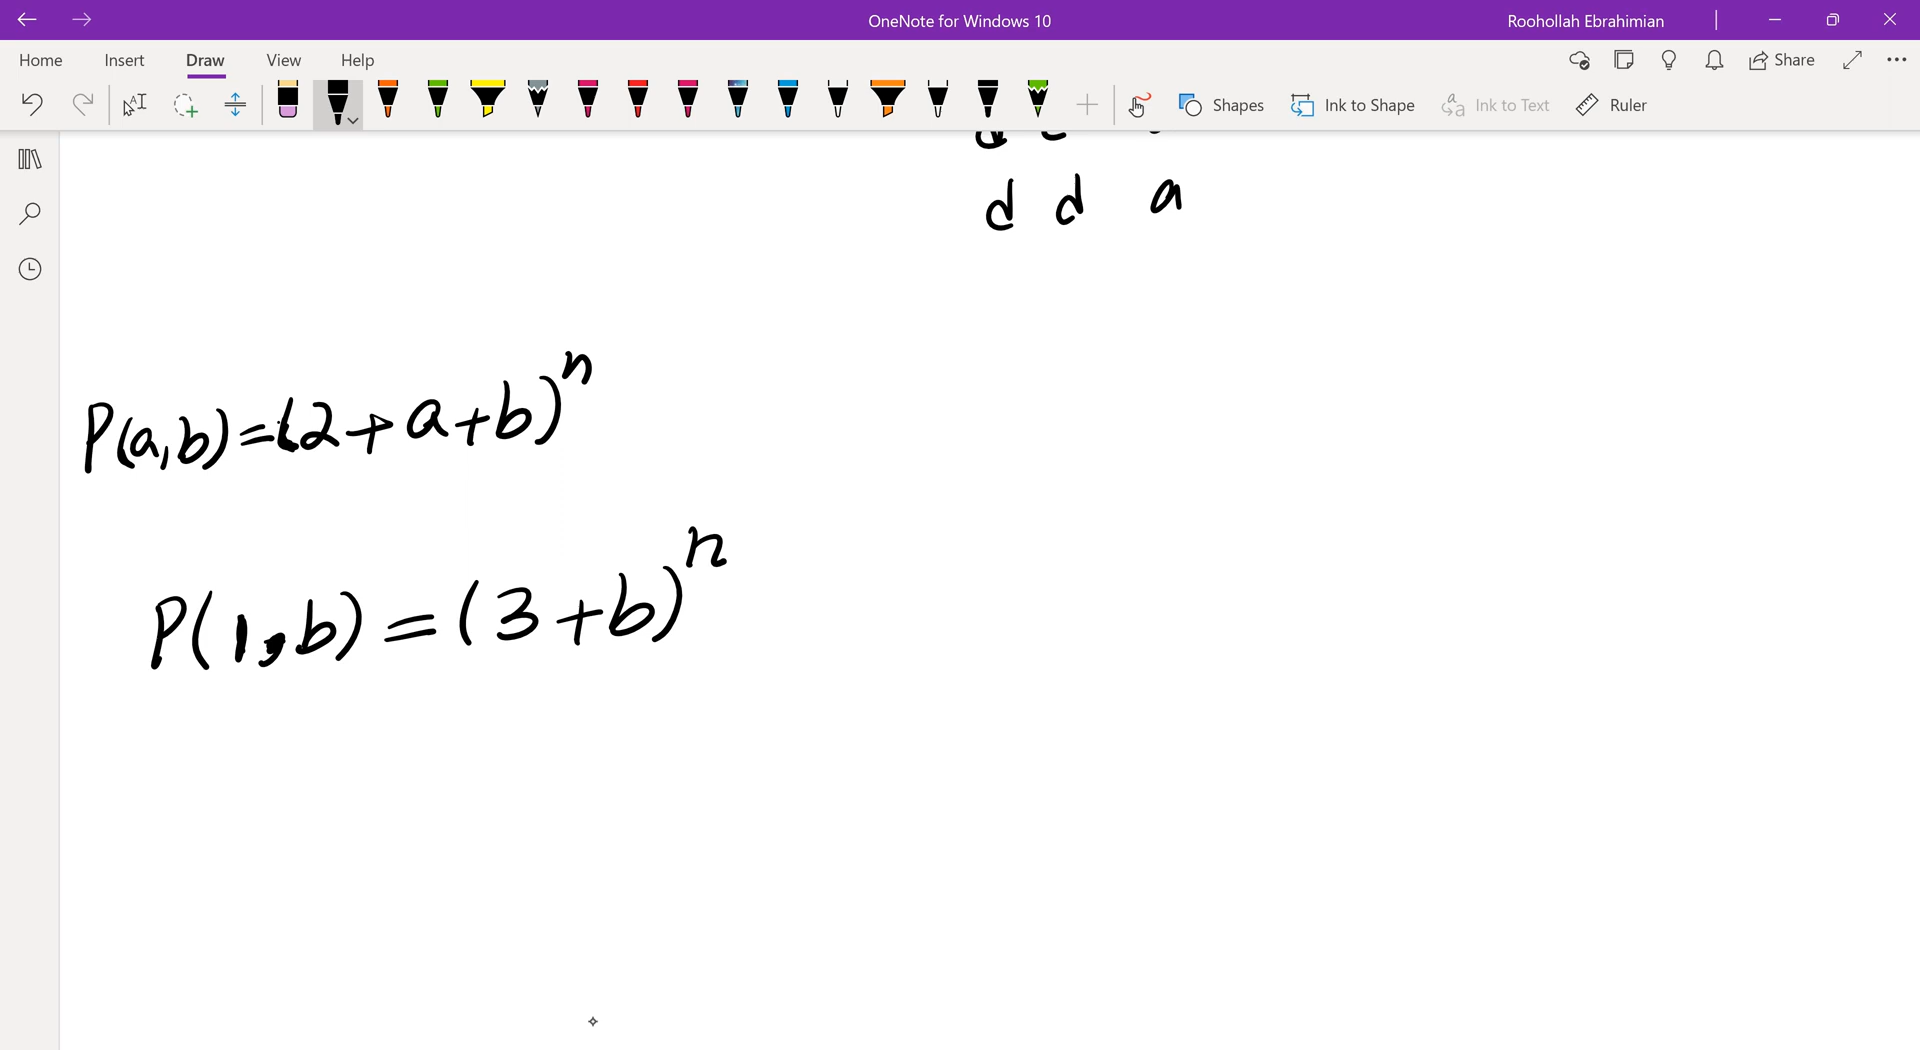 OneNote for Windows 10
Roohollah Ebrahimian
Home Insert Draw View Help
Share
Shapes Ink to Shape Ink to Text Ruler
d d a
P(a,b)=(2+a+b)^n
P(1,b)=(3+b)^n